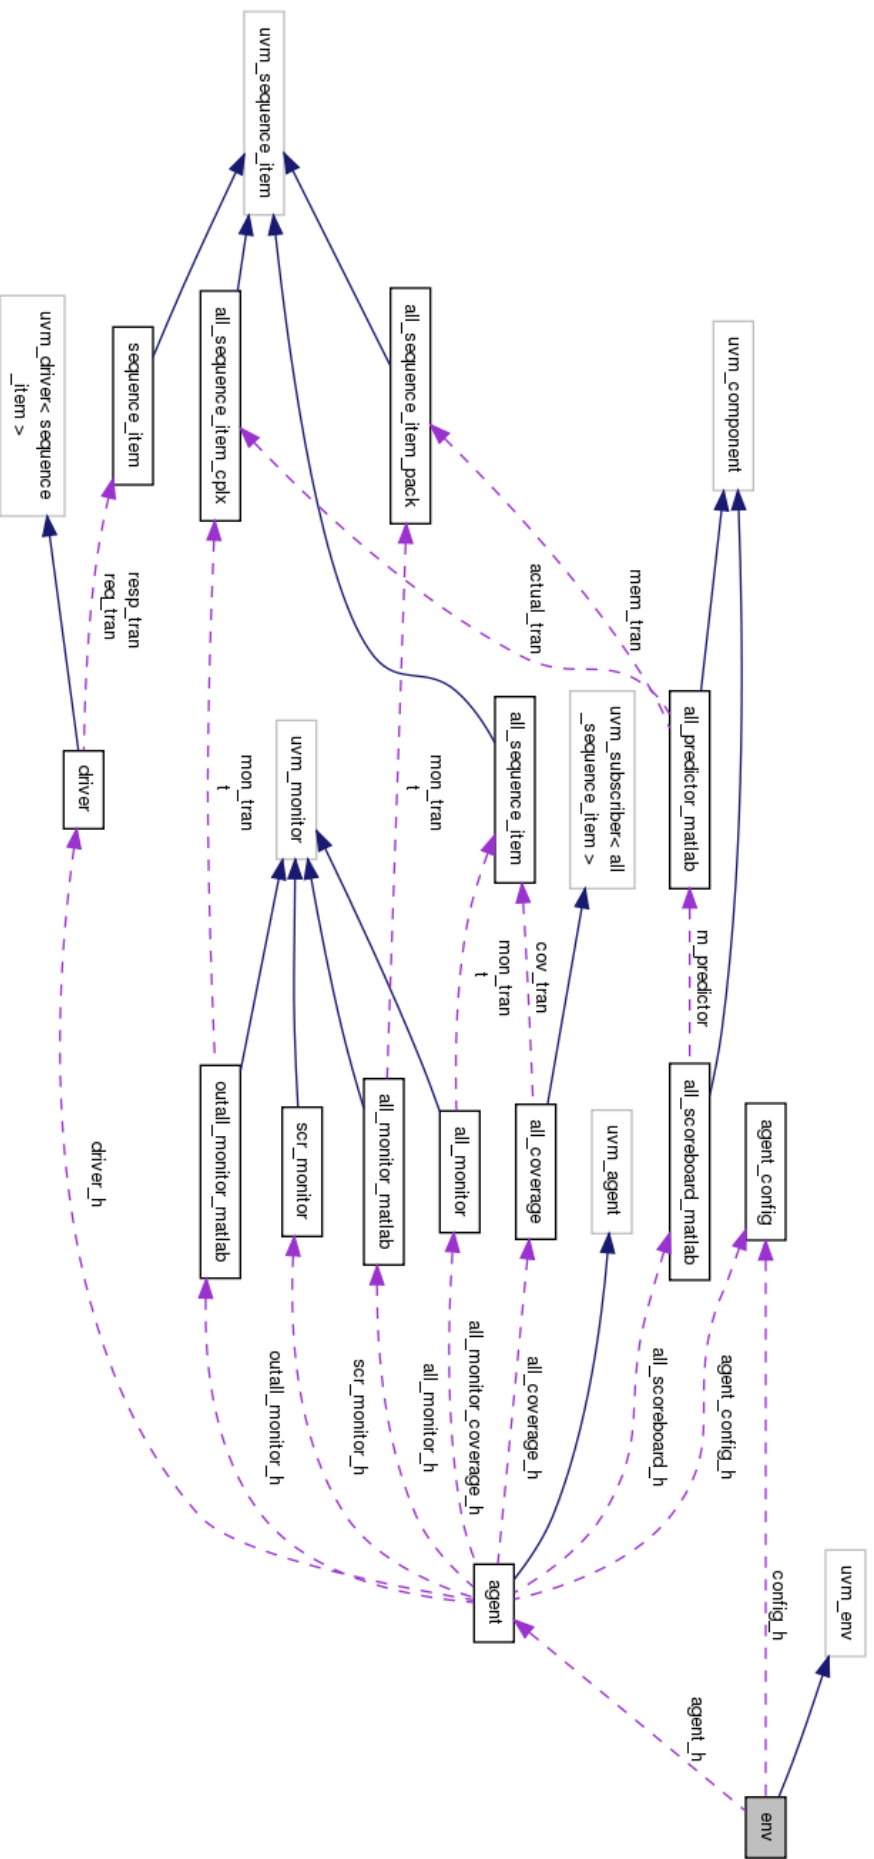 uvm_sequence_item
uvm_driver< sequence
_item >
sequence_item
all_sequence_item_cplx
all_sequence_item_pack
uvm_component
resp_tran
req_tran
actual_tran
mem_tran
driver
mon_tran
t
uvm_monitor
mon_tran
t
all_sequence_item
uvm_subscriber< all
_sequence_item >
all_predictor_matlab
mon_tran
t
cov_tran
m_predictor
driver_h
outall_monitor_matlab
scr_monitor
all_monitor_matlab
all_monitor
all_coverage
uvm_agent
all_scoreboard_matlab
agent_config
outall_monitor_h
scr_monitor_h
all_monitor_h
all_monitor_coverage_h
all_coverage_h
all_scoreboard_h
agent_config_h
agent
config_h
uvm_env
agent_h
env